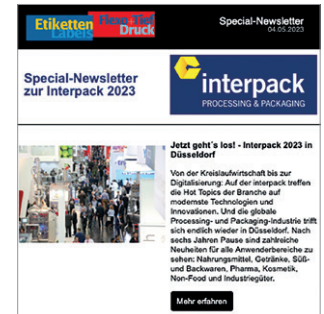 Etiketten
Labels
Flexo+Tief
Druck
Special-Newsletter
04.05.2023
Special-Newsletter
zur Interpack 2023
interpack
PROCESSING & PACKAGING
Jetzt geht´s los! - Interpack 2023 in
Düsseldorf
Von der Kreislaufwirtschaft bis zur
Digitalisierung: Auf der interpack treffen
die Hot Topics der Branche auf
modernste Technologien und
Innovationen. Und die globale
Processing- und Packaging-Industrie trifft
sich endlich wieder in Düsseldorf. Nach
sechs Jahren Pause sind zahlreiche
Neuheiten für alle Anwenderbereiche zu
sehen: Nahrungsmittel, Getränke, Süß-
und Backwaren, Pharma, Kosmetik,
Non-Food und Industriegüter.
Mehr erfahren